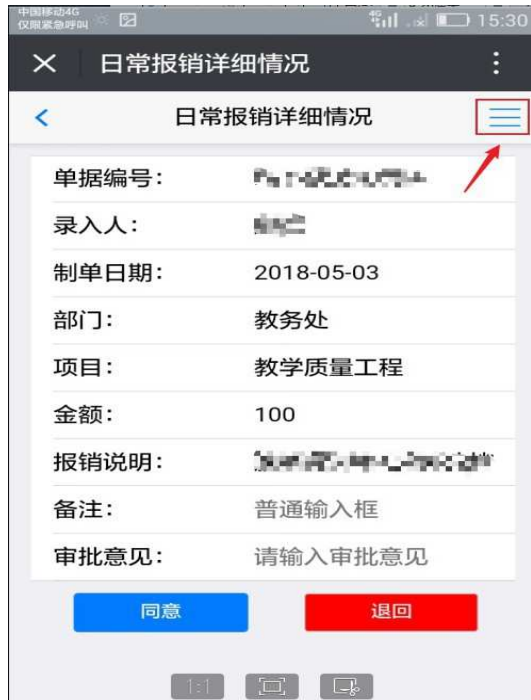 中国移动4G
仅限紧急呼叫
4G 15:30
日常报销详细情况
日常报销详细情况
单据编号：
录入人：
制单日期： 2018-05-03
部门： 教务处
项目： 教学质量工程
金额： 100
报销说明：
备注： 普通输入框
审批意见： 请输入审批意见
同意 退回
1:1